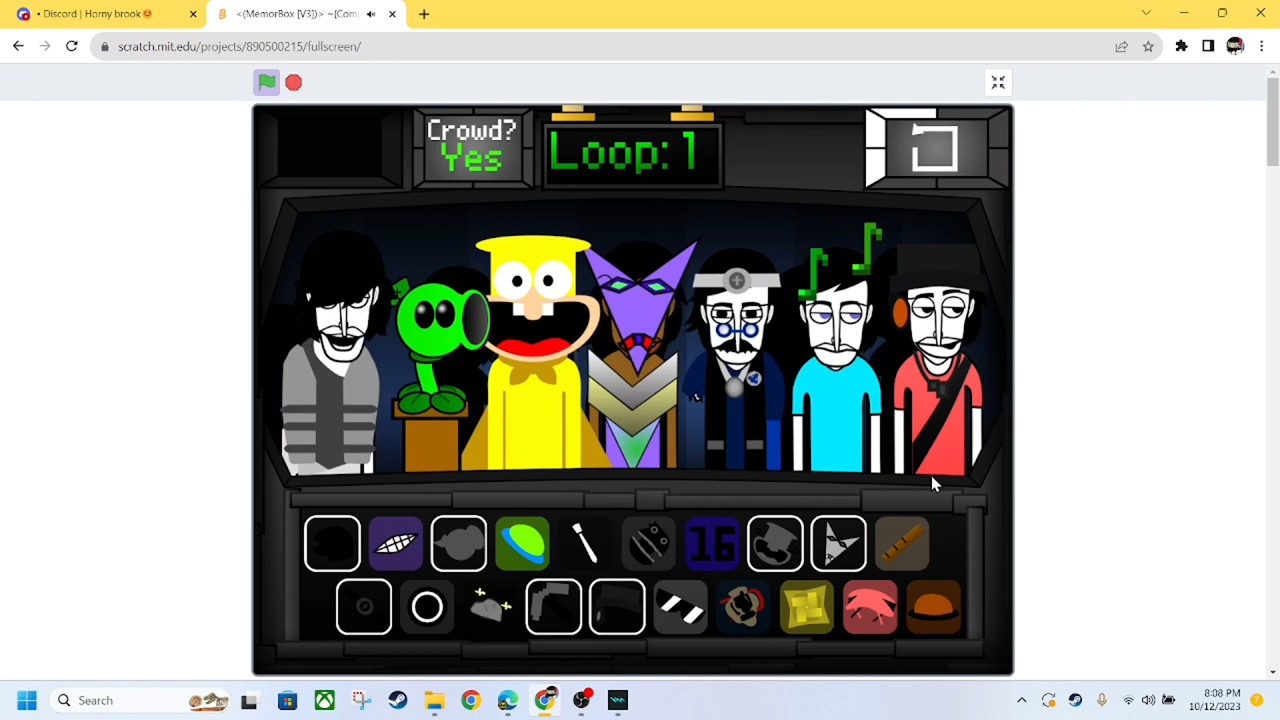 Discord | Horny brook
<(MemorBox [V3])> ~{Com
scratch.mit.edu/projects/890500215/fullscreen/
Crowd?
Yes
Loop: 1
16
Search
8:08 PM
10/12/2023
7